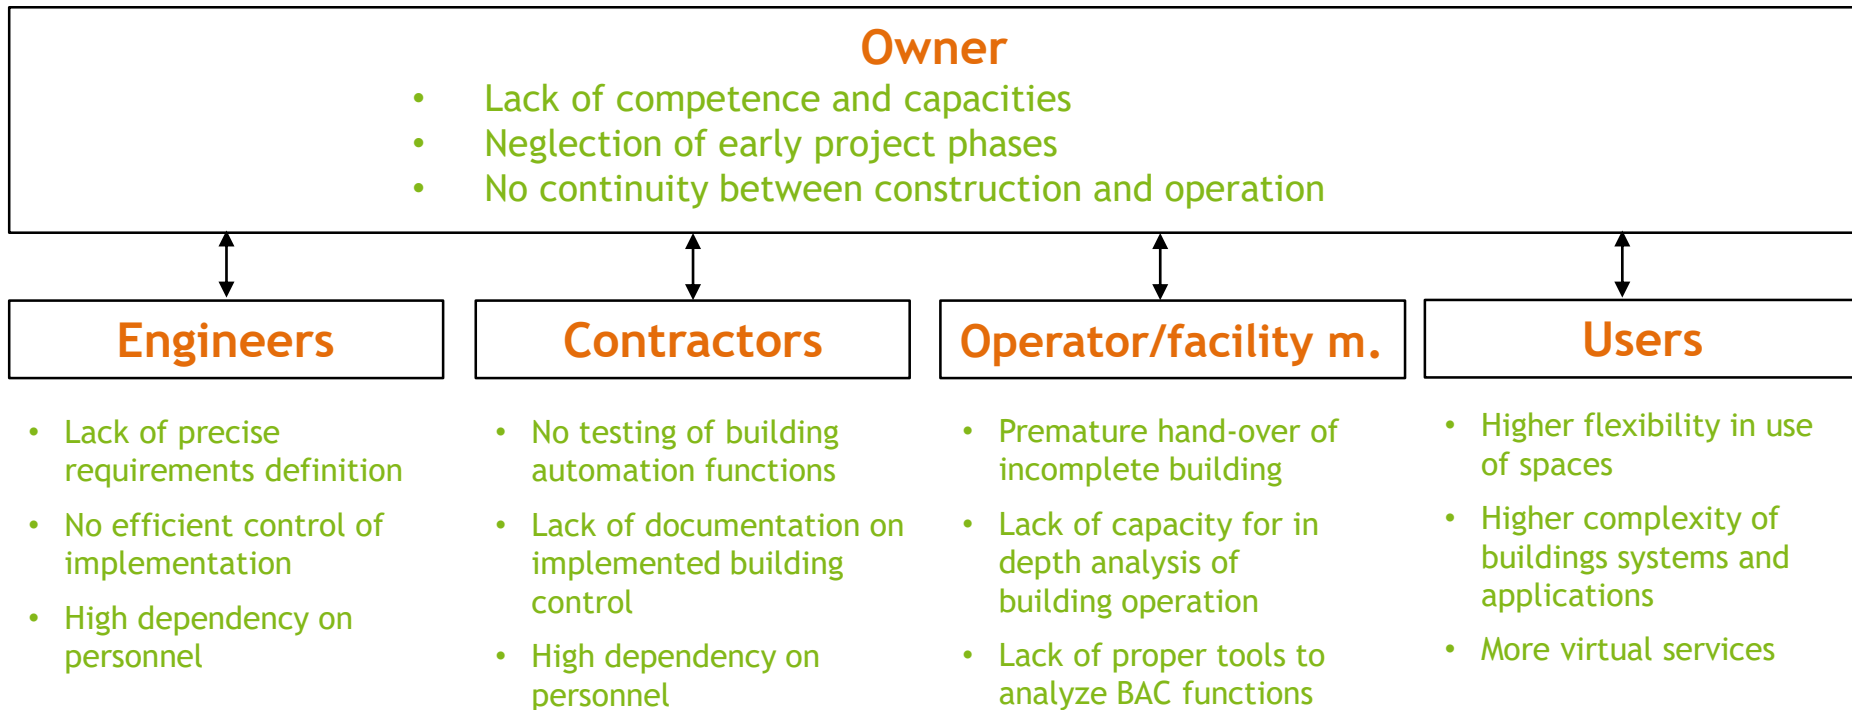 Owner
• Lack of competence and capacities
• Neglection of early project phases
• No continuity between construction and operation
Engineers
• Lack of precise
requirements definition
• No efficient control of
implementation
• High dependency on
personnel
Contractors
• No testing of building
automation functions
• Lack of documentation on
implemented building
control
• High dependency on
personnel
Operator/facility m.
• Premature hand-over of
incomplete building
• Lack of capacity for in
depth analysis of
building operation
• Lack of proper tools to
analyze BAC functions
Users
• Higher flexibility in use
of spaces
• Higher complexity of
buildings systems and
applications
• More virtual services